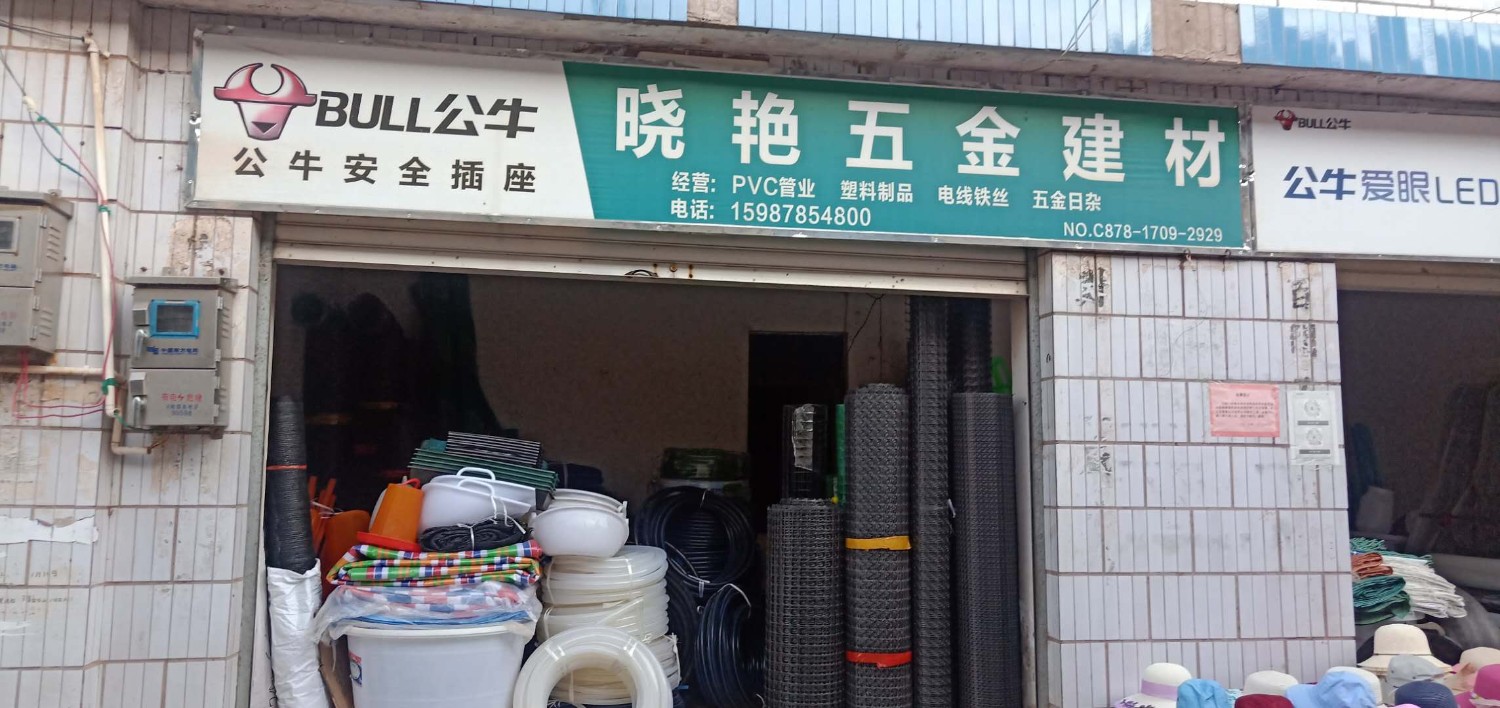 BULL公牛
公牛安全插座
晓艳五金建材
经营: PVC管业 塑料制品 电线铁丝 五金日杂
电话: 15987854800
NO.C878-1709-2929
BULL公牛
公牛爱眼LED